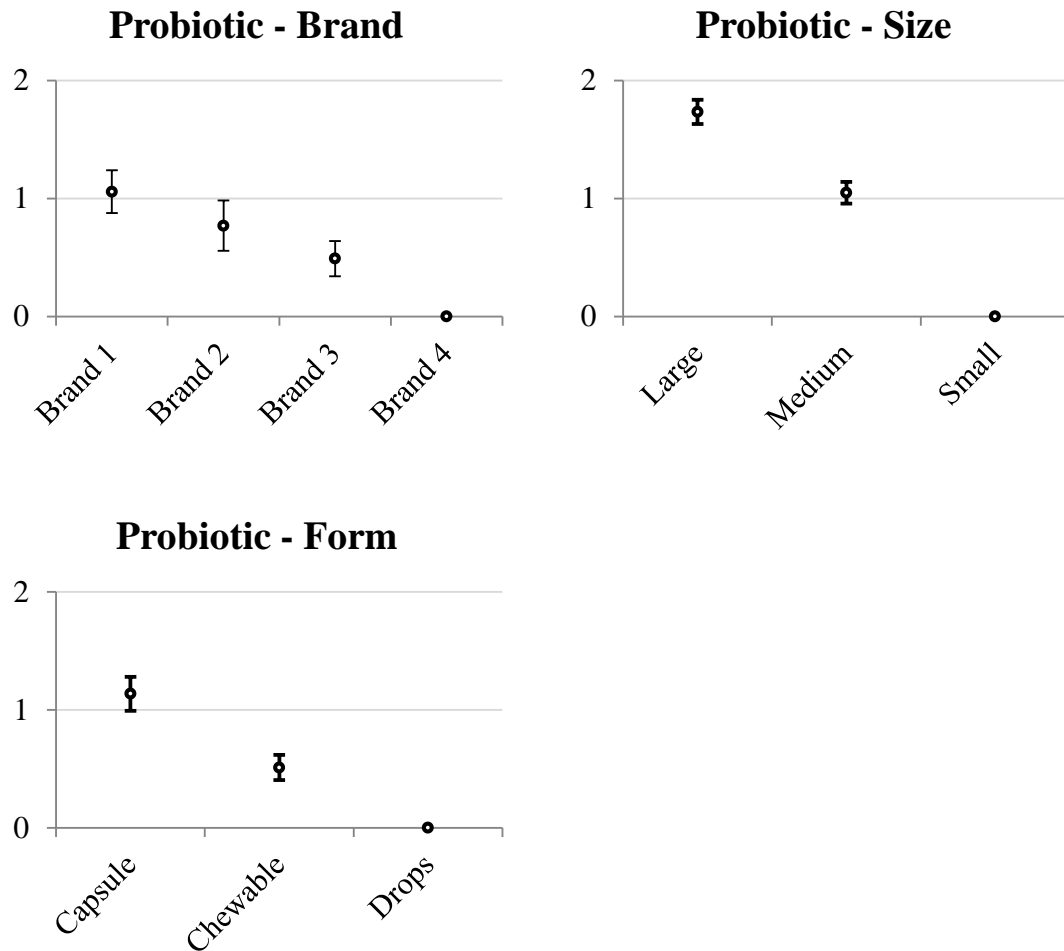 Probiotic - Brand
2
1
0
Brand 1
Brand 2
Brand 3
Brand 4
Probiotic - Size
2
1
0
Large
Medium
Small
Probiotic - Form
2
1
0
Capsule
Chewable
Drops